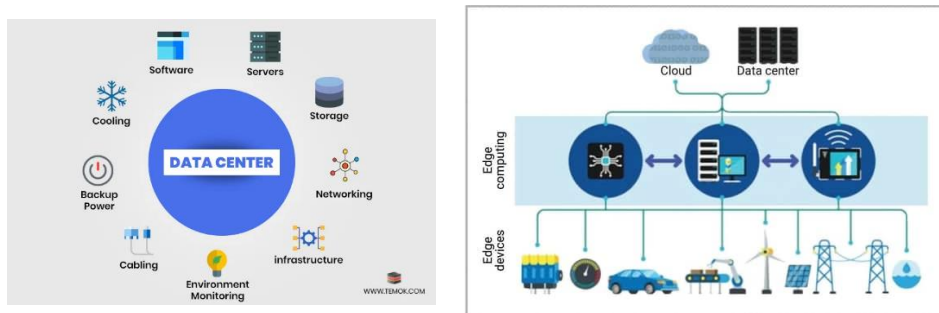 Software
Servers
Cooling
Storage
DATA CENTER
Backup
Power
Networking
Cabling
infrastructure
Environment
Monitoring
WWW.TEMOK.COM
Cloud
Data center
Edge
computing
Edge
devices